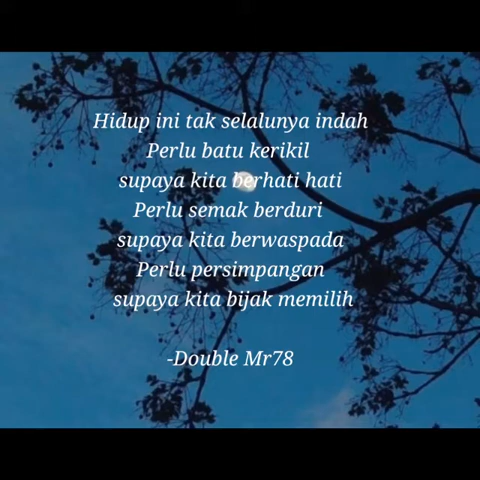 Hidup ini tak selalunya indah
Perlu batu kerikil
supaya kita berhati hati
Perlu semak berduri
supaya kita berwaspada
Perlu persimpangan
supaya kita bijak memilih
-Double Mr78